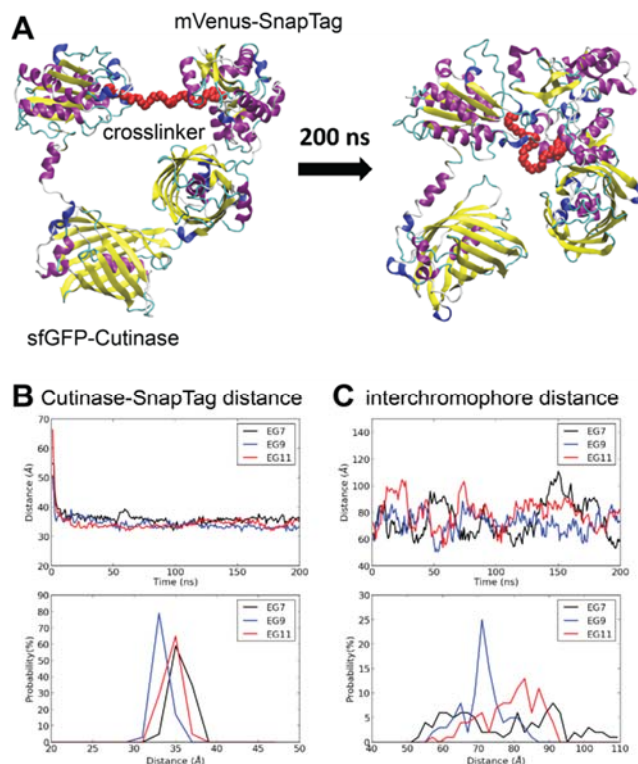 A
mVenus-SnapTag
crosslinker
200 ns
sfGFP-Cutinase
B Cutinase-SnapTag distance
70
60
50
40
30
20
Distance (Å)
EG7
EG9
EG11
0 50 100 150 200
Time (ns)
90
80
70
60
50
40
30
20
10
0
Probability(%)
EG7
EG9
EG11
20 25 30 35 40 45 50
Distance (Å)
C interchromophore distance
140
120
100
80
60
40
Distance (Å)
EG7
EG9
EG11
0 50 100 150 200
Time (ns)
30
25
20
15
10
5
0
Probability(%)
EG7
EG9
EG11
40 50 60 70 80 90 100 110
Distance (Å)